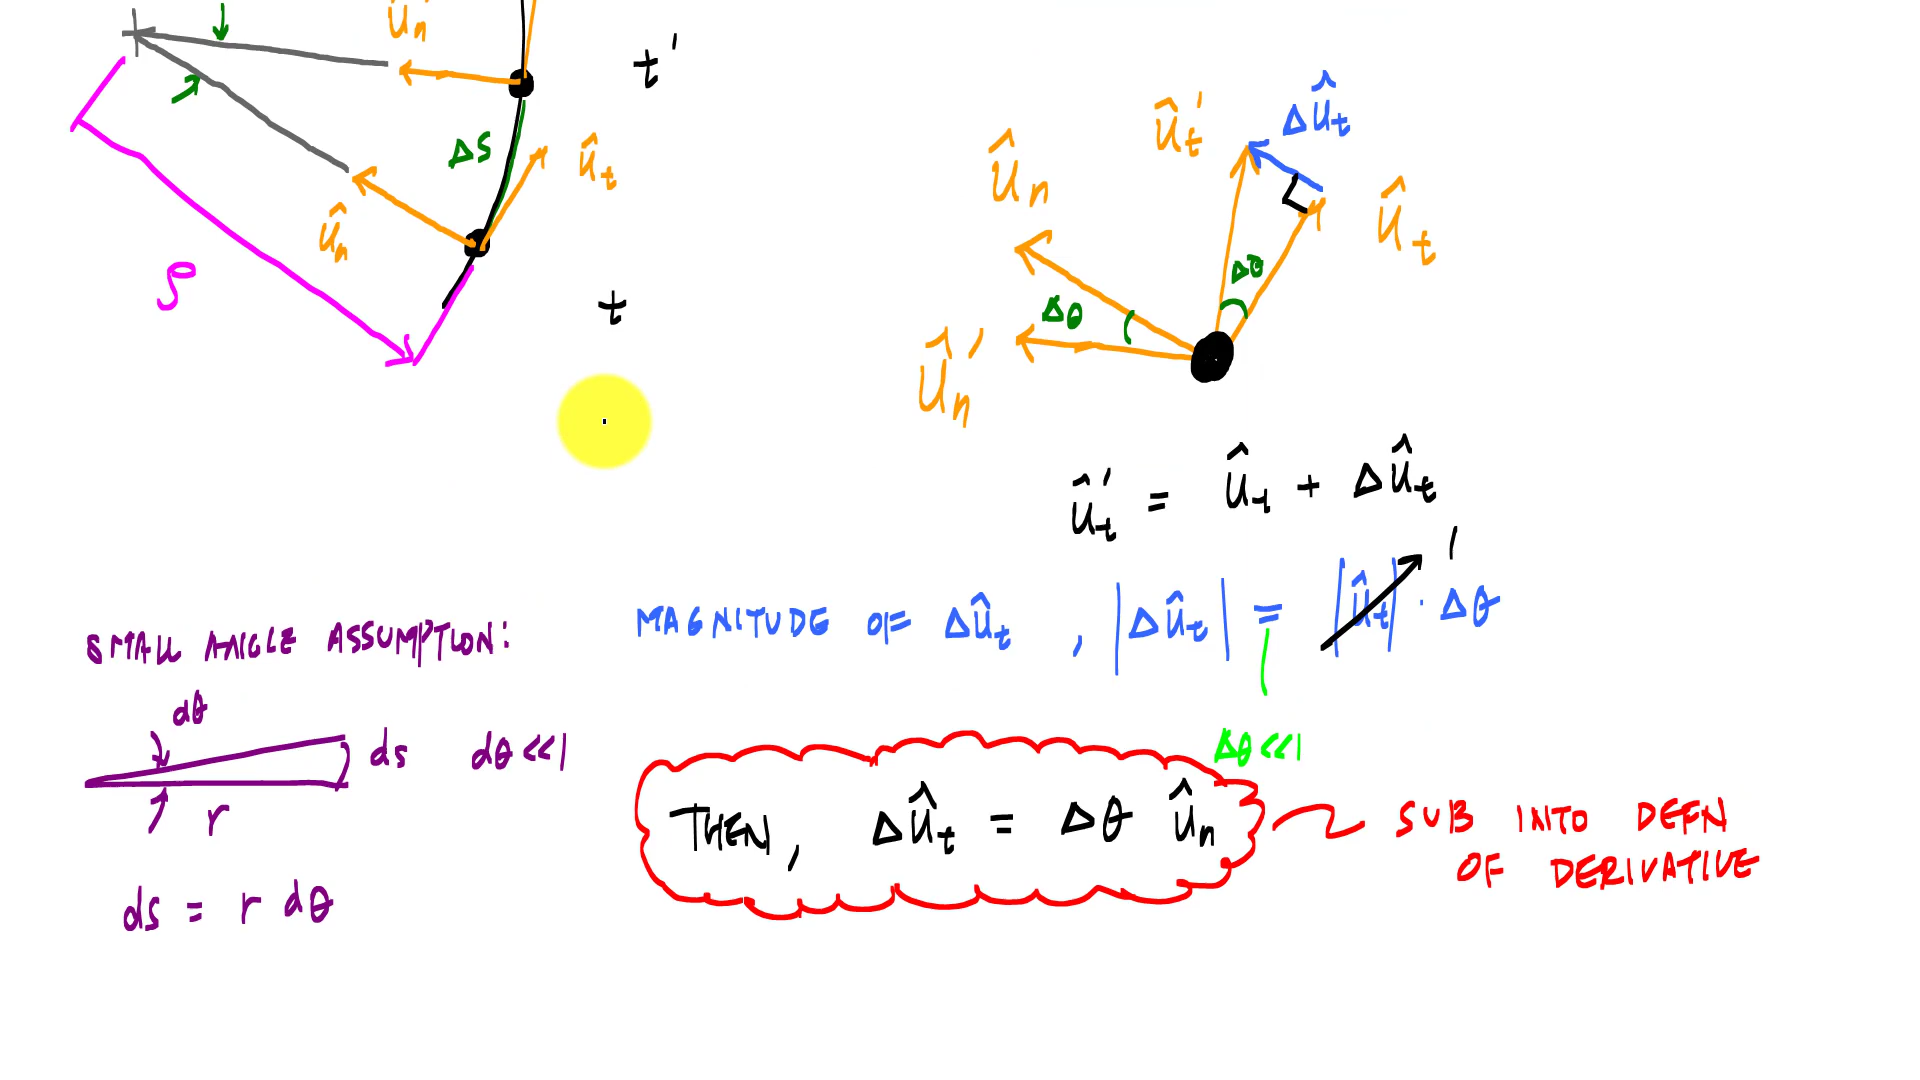 ûn
t'
Δs
ût
ûn
ρ
t
ût'
Δût
ûn
ût
Δθ
Δθ
ûn'
ût' = ût + Δût
1
MAGNITUDE OF Δût , |Δût| = |ût| · Δθ
Δθ <<1
SMALL ANGLE ASSUMPTION:
dθ
ds dθ <<1
r
ds = r dθ
THEN, Δût = Δθ ûn
SUB INTO DEFN
OF DERIVATIVE